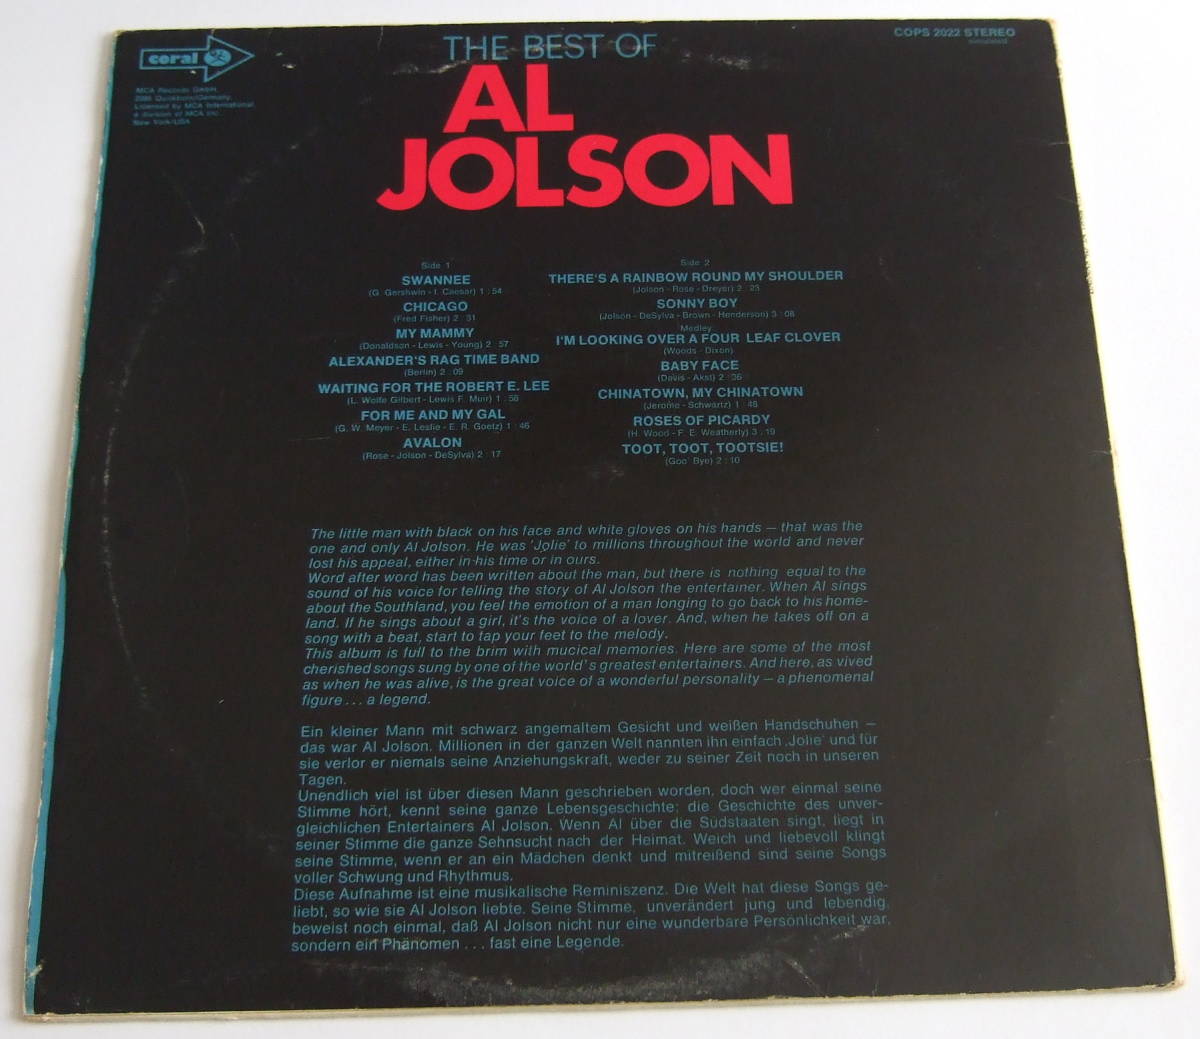 coral
MCA Records GmbH,
2085 Quickborn/Germany
Licensed by MCA International
a division of MCA Inc.
New York/USA
THE BEST OF
AL
JOLSON
COPS 2022 STEREO
Side 1
SWANNEE
(G. Gershwin - I. Caesar) 1 : 54
CHICAGO
(Fred Fisher) 2 : 31
MY MAMMY
(Donaldson - Lewis - Young) 2 : 57
ALEXANDER'S RAG TIME BAND
(Berlin) 2 : 09
WAITING FOR THE ROBERT E. LEE
(L. Wolfe Gilbert - Lewis F. Muir) 1 : 56
FOR ME AND MY GAL
(G. W. Meyer - E. Leslie - E. R. Goetz) 1 : 46
AVALON
(Rose - Jolson - DeSylva) 2 : 17
Side 2
THERE'S A RAINBOW ROUND MY SHOULDER
(Jolson - Rose - Dreyer) 2 : 23
SONNY BOY
(Jolson - DeSylva - Brown - Henderson) 3 : 08
Medley:
I'M LOOKING OVER A FOUR LEAF CLOVER
(Woods - Dixon)
BABY FACE
(Davis - Akst) 2 : 36
CHINATOWN, MY CHINATOWN
(Jerome - Schwartz) 1 : 48
ROSES OF PICARDY
(H. Wood - F. E. Weatherly) 3 : 19
TOOT, TOOT, TOOTSIE!
(Goo' Bye) 2 : 10
The little man with black on his face and white gloves on his hands – that was the
one and only Al Jolson. He was 'Jolie' to millions throughout the world and never
lost his appeal, either in his time or in ours.
Word after word has been written about the man, but there is nothing equal to the
sound of his voice for telling the story of Al Jolson the entertainer. When Al sings
about the Southland, you feel the emotion of a man longing to go back to his home-
land. If he sings about a girl, it's the voice of a lover. And, when he takes off on a
song with a beat, start to tap your feet to the melody.
This album is full to the brim with mucical memories. Here are some of the most
cherished songs sung by one of the world's greatest entertainers. And here, as vived
as when he was alive, is the great voice of a wonderful personality – a phenomenal
figure . . . a legend.
Ein kleiner Mann mit schwarz angemaltem Gesicht und weißen Handschuhen –
das war Al Jolson. Millionen in der ganzen Welt nannten ihn einfach ‚Jolie' und für
sie verlor er niemals seine Anziehungskraft, weder zu seiner Zeit noch in unseren
Tagen.
Unendlich viel ist über diesen Mann geschrieben worden, doch wer einmal seine
Stimme hört, kennt seine ganze Lebensgeschichte: die Geschichte des unver-
gleichlichen Entertainers Al Jolson. Wenn Al über die Südstaaten singt, liegt in
seiner Stimme die ganze Sehnsucht nach der Heimat. Weich und liebevoll klingt
seine Stimme, wenn er an ein Mädchen denkt und mitreißend sind seine Songs
voller Schwung und Rhythmus.
Diese Aufnahme ist eine musikalische Reminiszenz. Die Welt hat diese Songs ge-
liebt, so wie sie Al Jolson liebte. Seine Stimme, unverändert jung und lebendig,
beweist noch einmal, daß Al Jolson nicht nur eine wunderbare Persönlichkeit war,
sondern ein Phänomen . . . fast eine Legende.